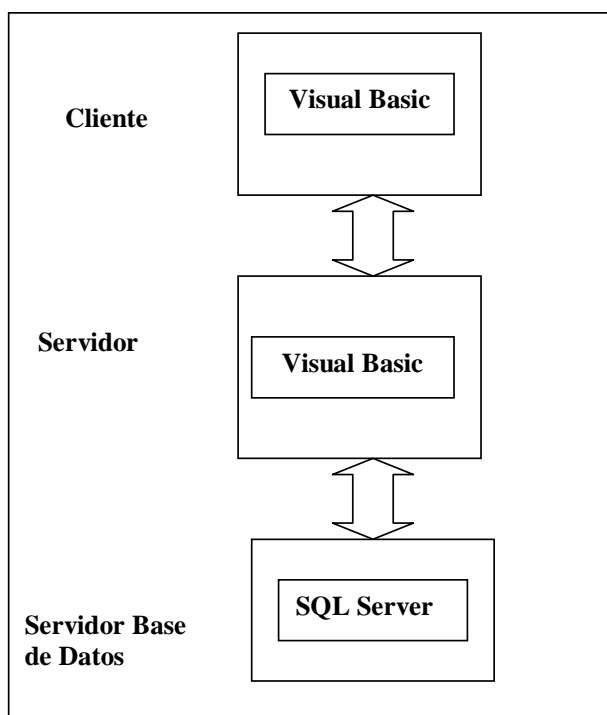 Cliente
Visual Basic
Servidor
Visual Basic
Servidor Base
de Datos
SQL Server